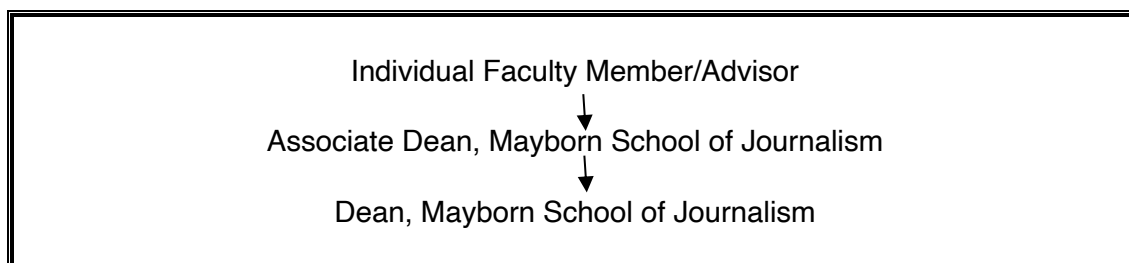 Individual Faculty Member/Advisor
Associate Dean, Mayborn School of Journalism
Dean, Mayborn School of Journalism